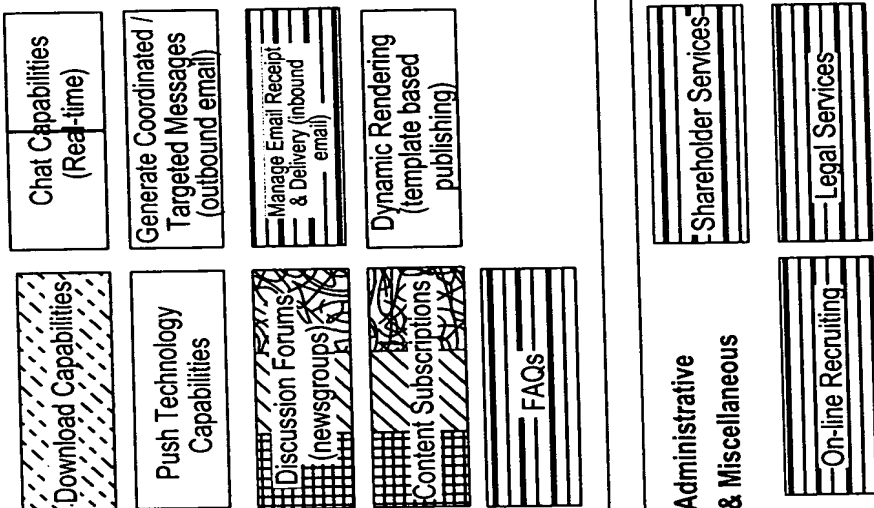 Download Capabilities
Chat Capabilities
(Real-time)
Push Technology
Capabilities
Generate Coordinated /
Targeted Messages
(outbound email)
Discussion Forums
(newsgroups)
Manage Email Receipt
& Delivery (inbound
email)
Content Subscriptions
Dynamic Rendering
(template based
publishing)
FAQs
Administrative
& Miscellaneous
Shareholder Services
On-line Recruiting
Legal Services